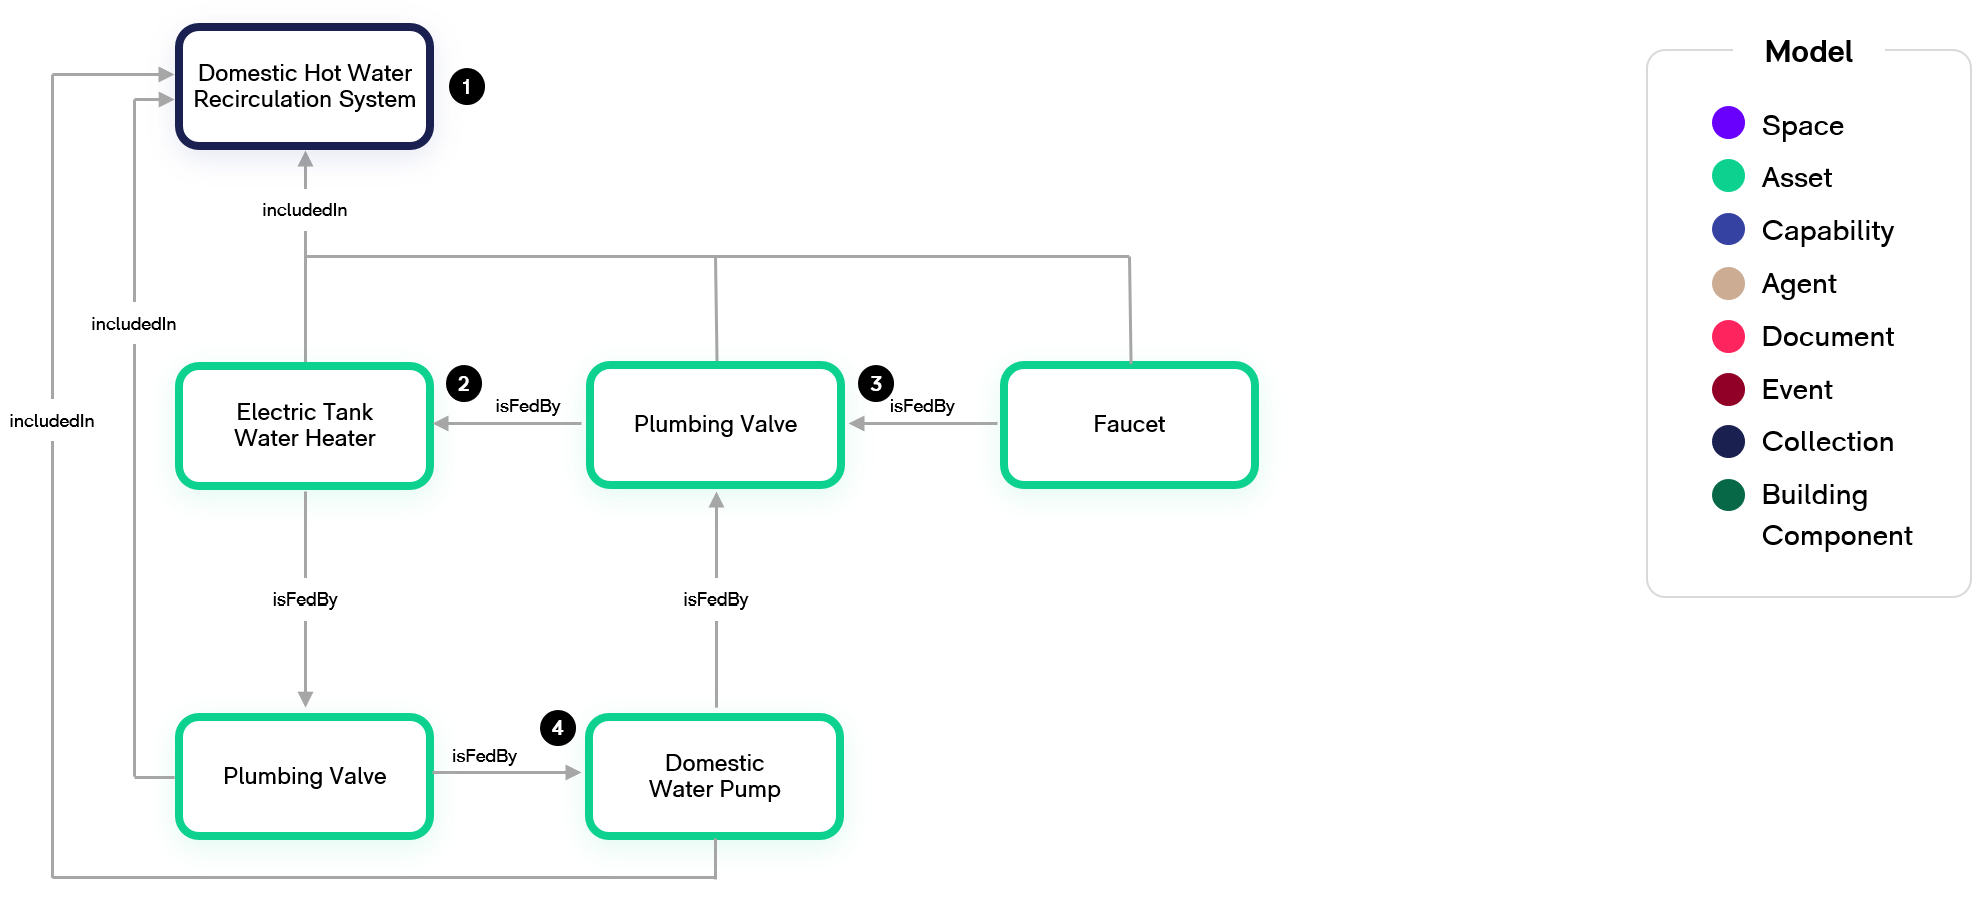 Domestic Hot Water
Recirculation System
1
includedIn
includedIn
includedIn
Electric Tank
Water Heater
2
isFedBy
Plumbing Valve
3
isFedBy
Faucet
isFedBy
isFedBy
Plumbing Valve
isFedBy
4
Domestic
Water Pump
Model
Space
Asset
Capability
Agent
Document
Event
Collection
Building
Component